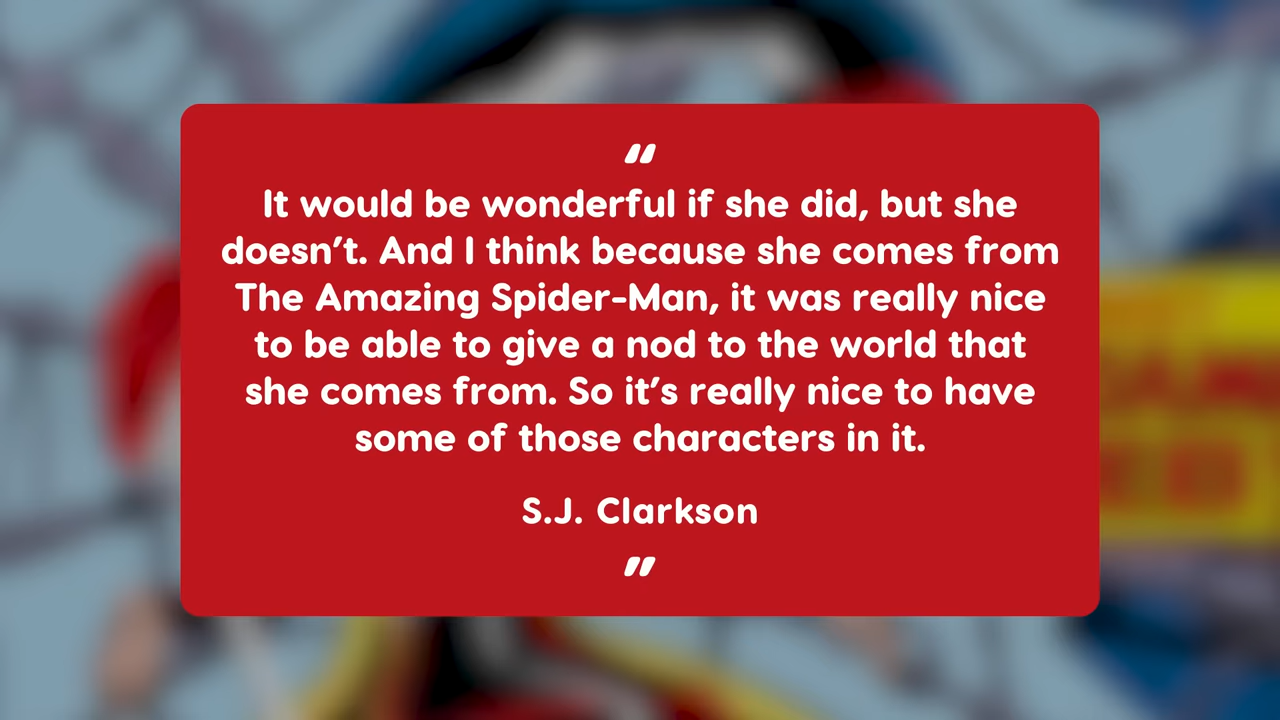 "
It would be wonderful if she did, but she
doesn't. And I think because she comes from
The Amazing Spider-Man, it was really nice
to be able to give a nod to the world that
she comes from. So it's really nice to have
some of those characters in it.
S.J. Clarkson
"